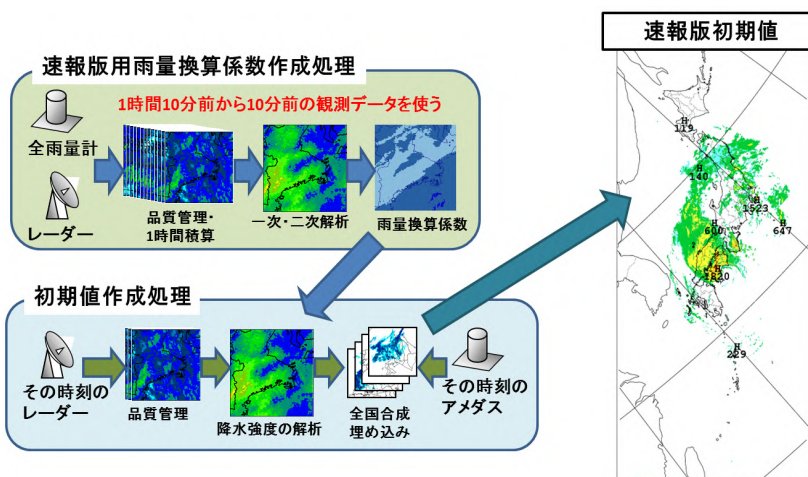 速報版用雨量換算係数作成処理
1時間10分前から10分前の観測データを使う
全雨量計
レーダー
品質管理・
1時間積算
一次・二次解析
雨量換算係数
初期値作成処理
その時刻の
レーダー
品質管理
降水強度の解析
全国合成
埋め込み
その時刻の
アメダス
速報版初期値
H
119
H
140
H
1523
H
600
H
647
H
1820
H
229